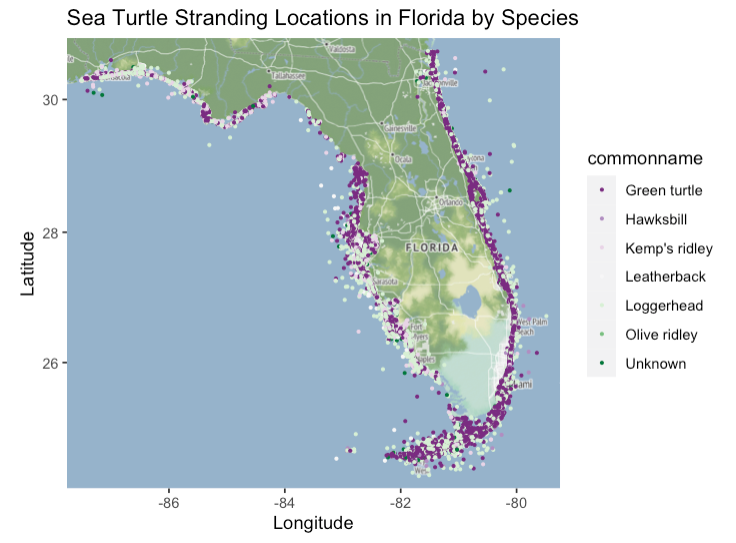 Sea Turtle Stranding Locations in Florida by Species
Valdosta
Tallahassee
Gainesville
Ocala
Orlando
FLORIDA
West Palm
30
28
26
Latitude
-86
-84
-82
-80
Longitude
commonname
Green turtle
Hawksbill
Kemp's ridley
Leatherback
Loggerhead
Olive ridley
Unknown